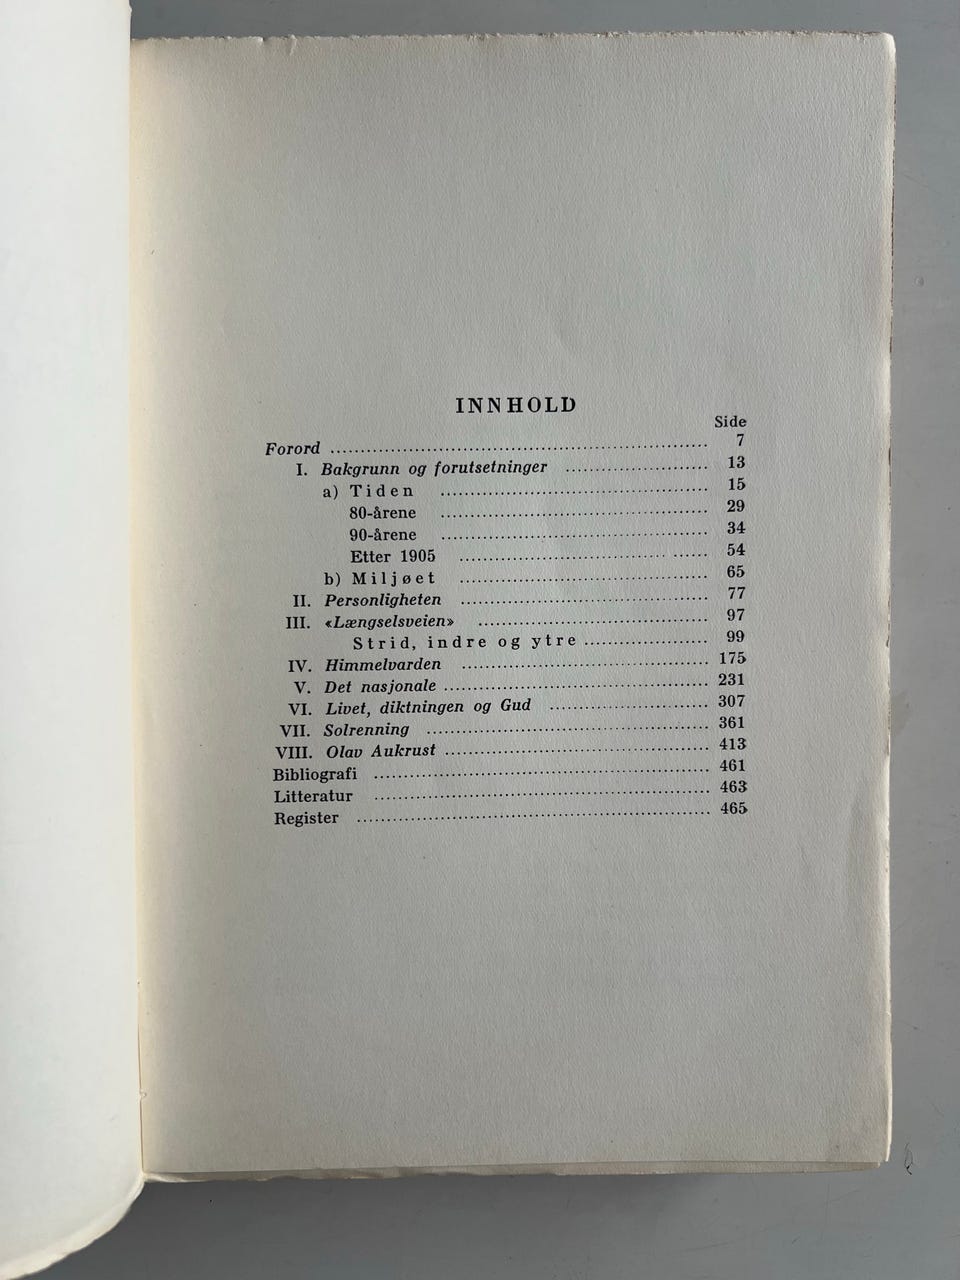 INNHOLD
Side
Forord ........................................ 7
I. Bakgrunn og forutsetninger .................... 13
a) Tiden .................... 15
80-årene .................... 29
90-årene .................... 34
Etter 1905 .................... 54
b) Miljøet .................... 65
II. Personligheten .................... 77
III. «Længselsveien» .................... 97
Strid, indre og ytre .................... 99
IV. Himmelvarden .................... 175
V. Det nasjonale .................... 231
VI. Livet, diktningen og Gud .................... 307
VII. Solrenning .................... 361
VIII. Olav Aukrust .................... 413
Bibliografi .................... 461
Litteratur .................... 463
Register .................... 465